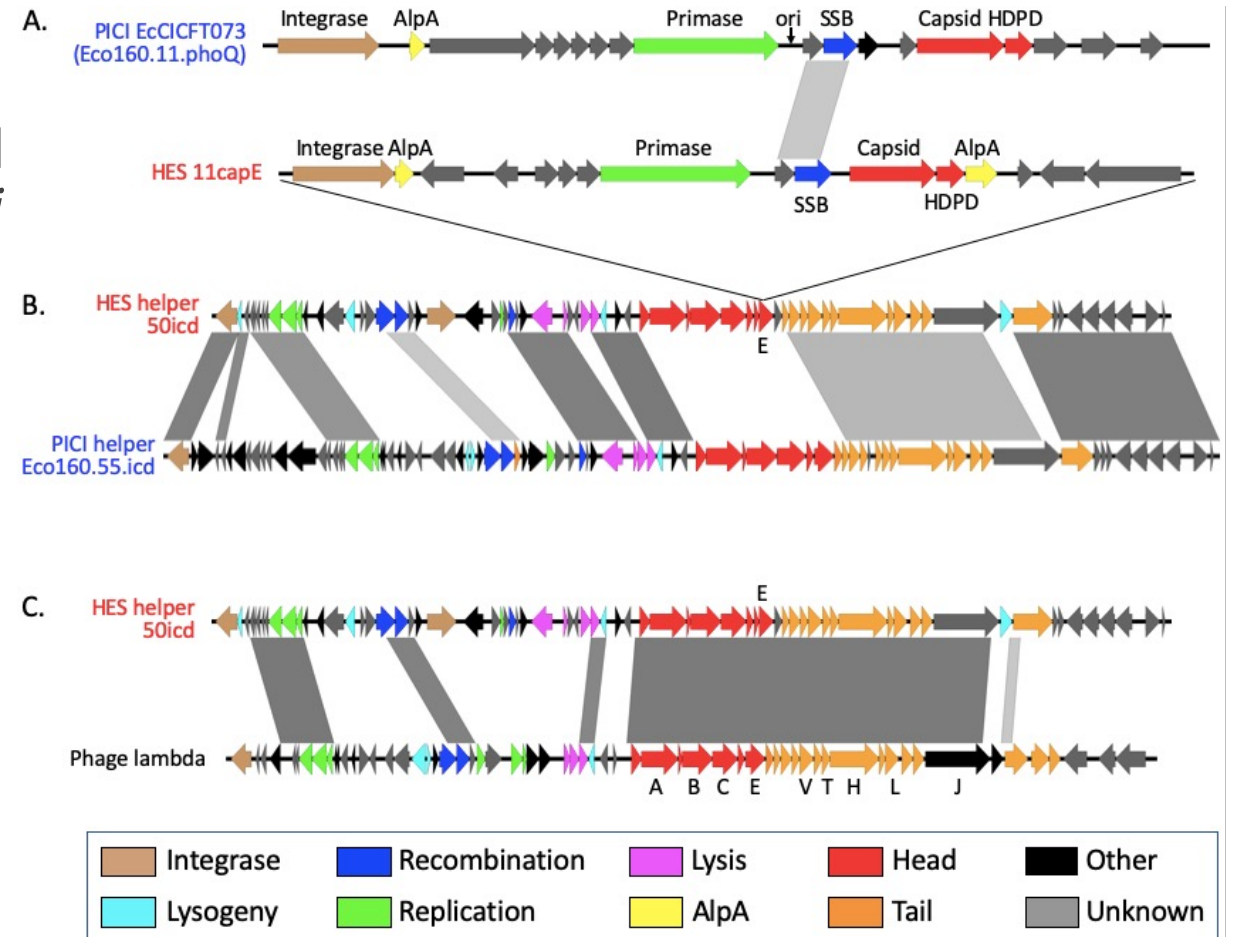 A.
Integrase AlpA Primase ori SSB Capsid HDPD
PICI EcCICFT073
(Eco160.11.phoQ)
Integrase AlpA Primase Capsid AlpA
HES 11capE
SSB HDPD
B.
HES helper
50icd
E
PICI helper
Eco160.55.icd
C.
E
HES helper
50icd
Phage lambda
A B C E V T H L J
Integrase Recombination Lysis Head Other
Lysogeny Replication AlpA Tail Unknown